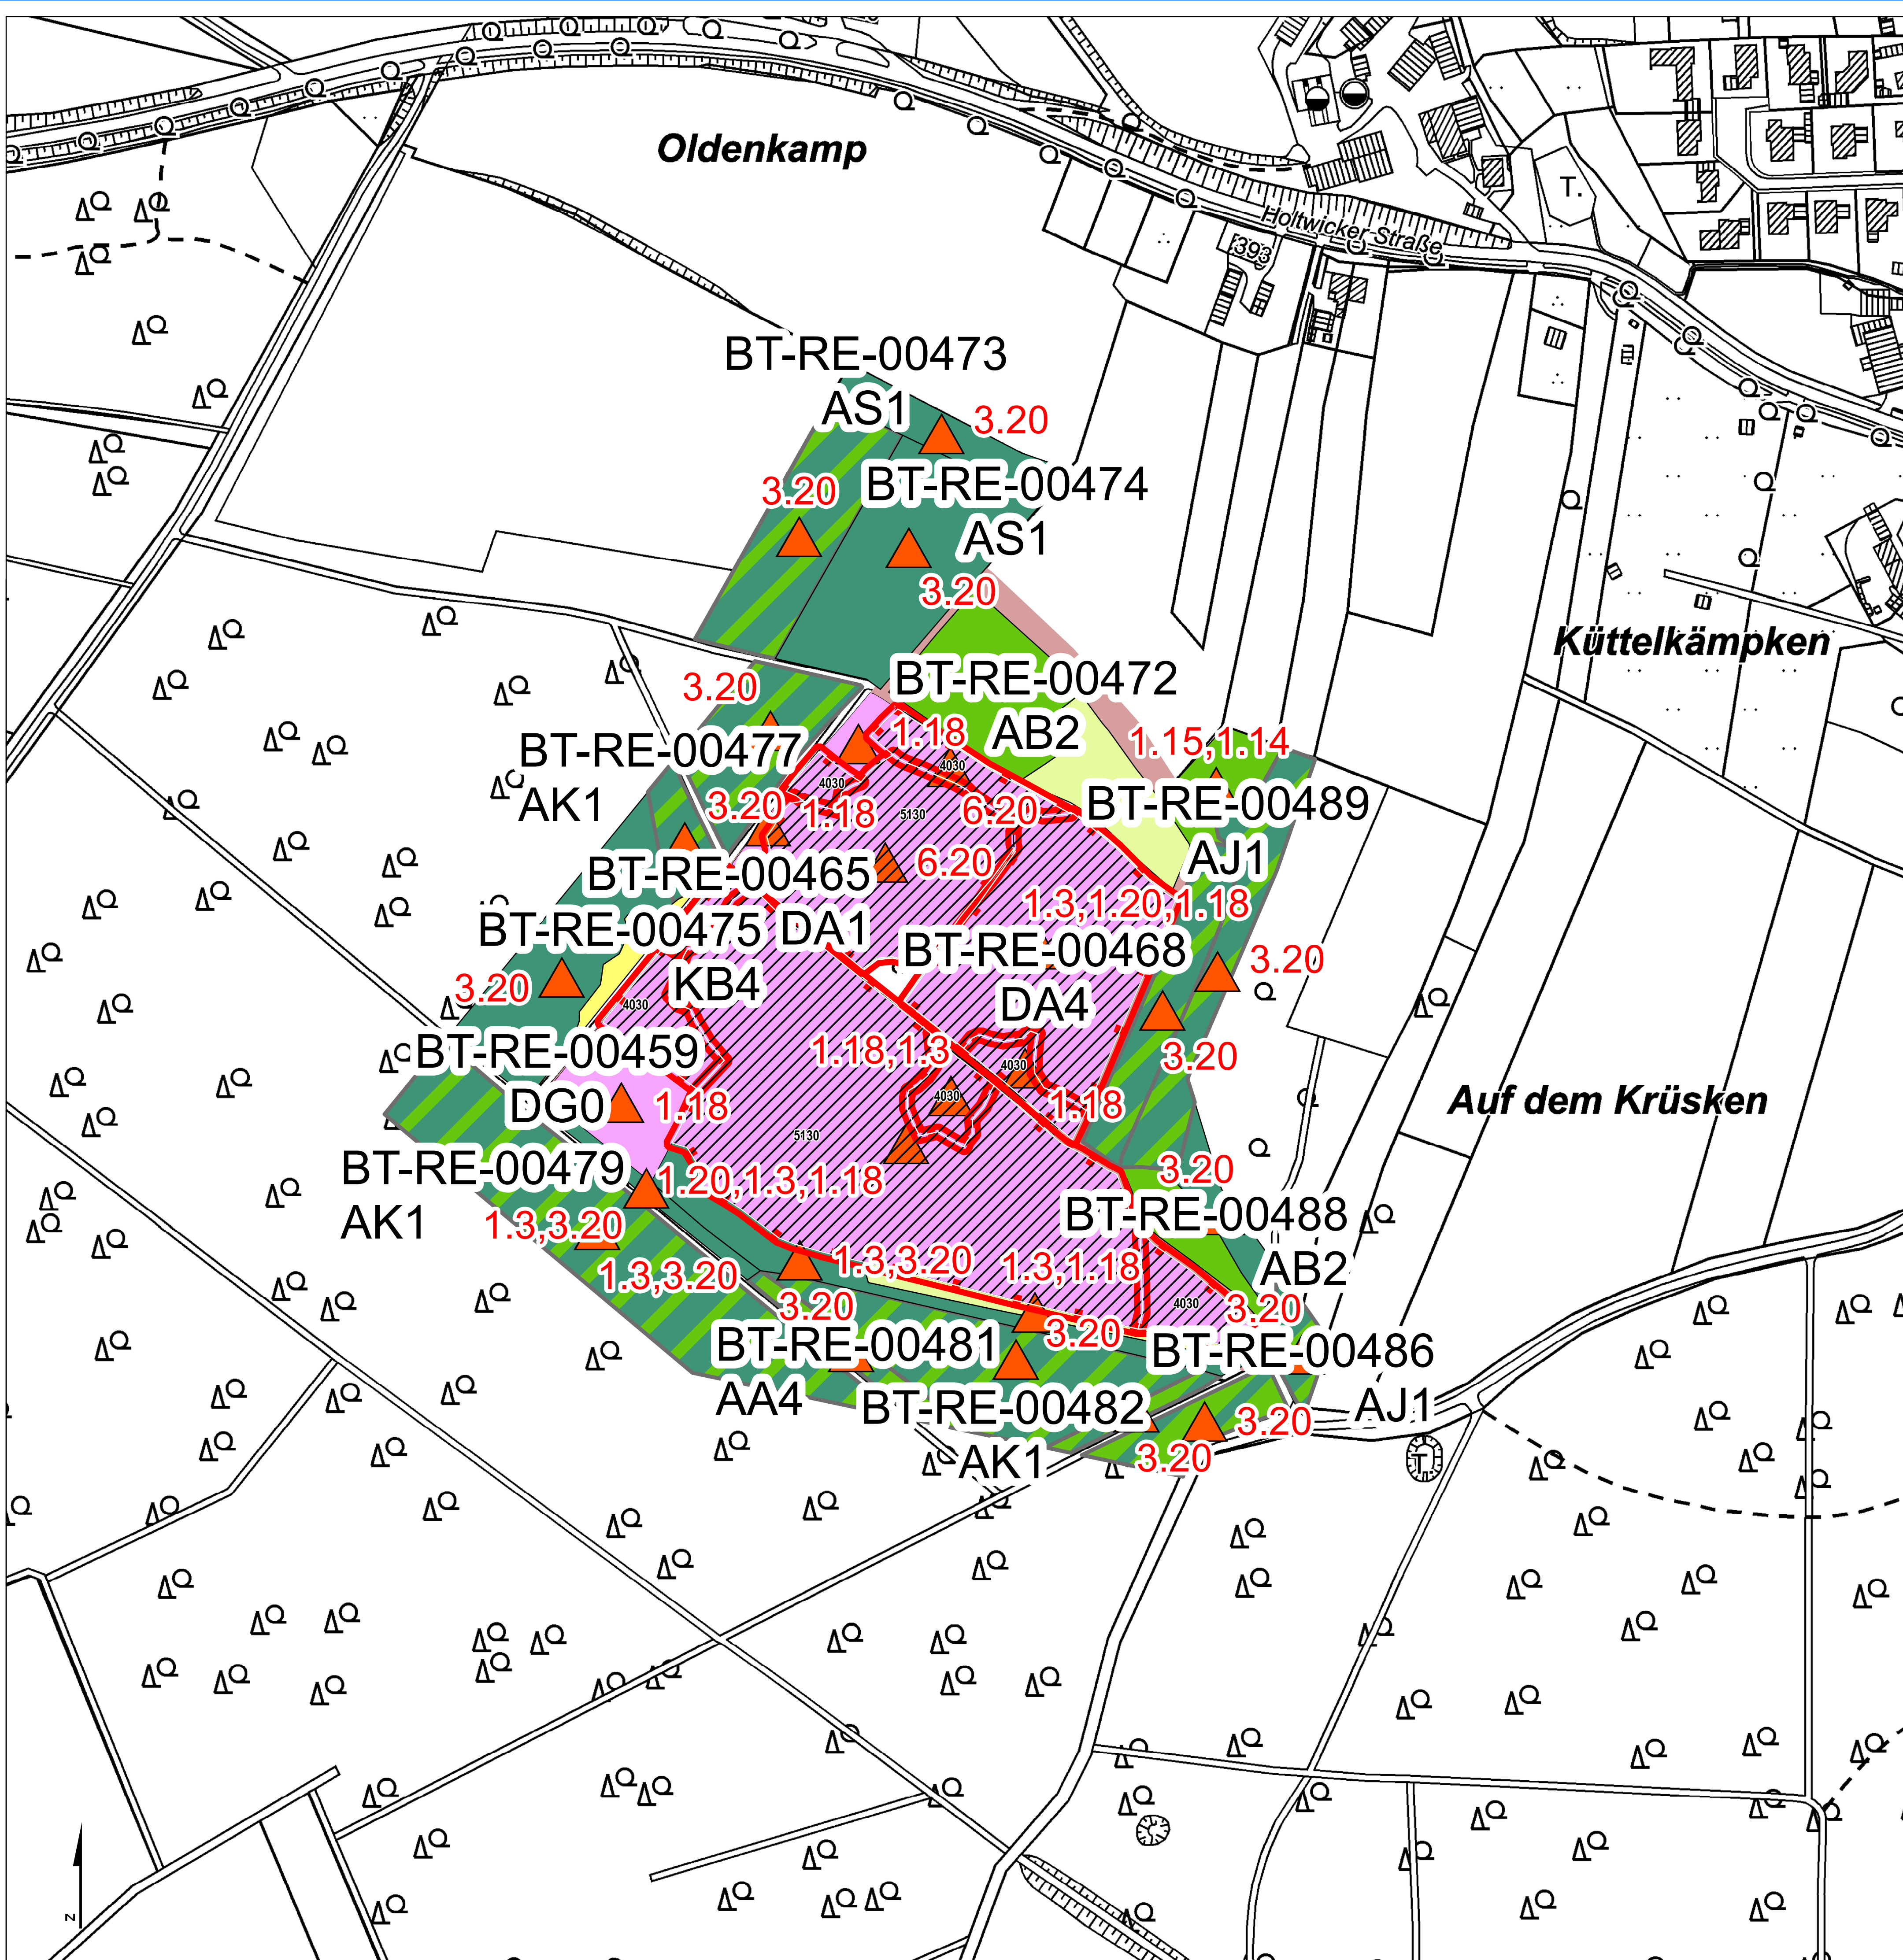 Oldenkamp
T.
Holtwicker Straße
393
BT-RE-00473
AS1
3.20
3.20
BT-RE-00474
AS1
3.20
Küttelkämpken
3.20
BT-RE-00472
AB2
1.18
1.15,1.14
BT-RE-00477
AK1
4030
4030
3.20
1.18
5130
6.20
BT-RE-00489
AJ1
6.20
BT-RE-00465
DA1
1.3,1.20,1.18
BT-RE-00475
KB4
BT-RE-00468
DA4
3.20
3.20
4030
BT-RE-00459
DG0
1.18,1.3
3.20
4030
4030
1.18
1.18
Auf dem Krüsken
5130
BT-RE-00479
AK1
1.20,1.3,1.18
3.20
1.3,3.20
BT-RE-00488
AB2
1.3,3.20
1.3,3.20
1.3,1.18
3.20
4030
3.20
3.20
BT-RE-00481
AA4
BT-RE-00486
AJ1
BT-RE-00482
AK1
3.20
3.20
T.
N